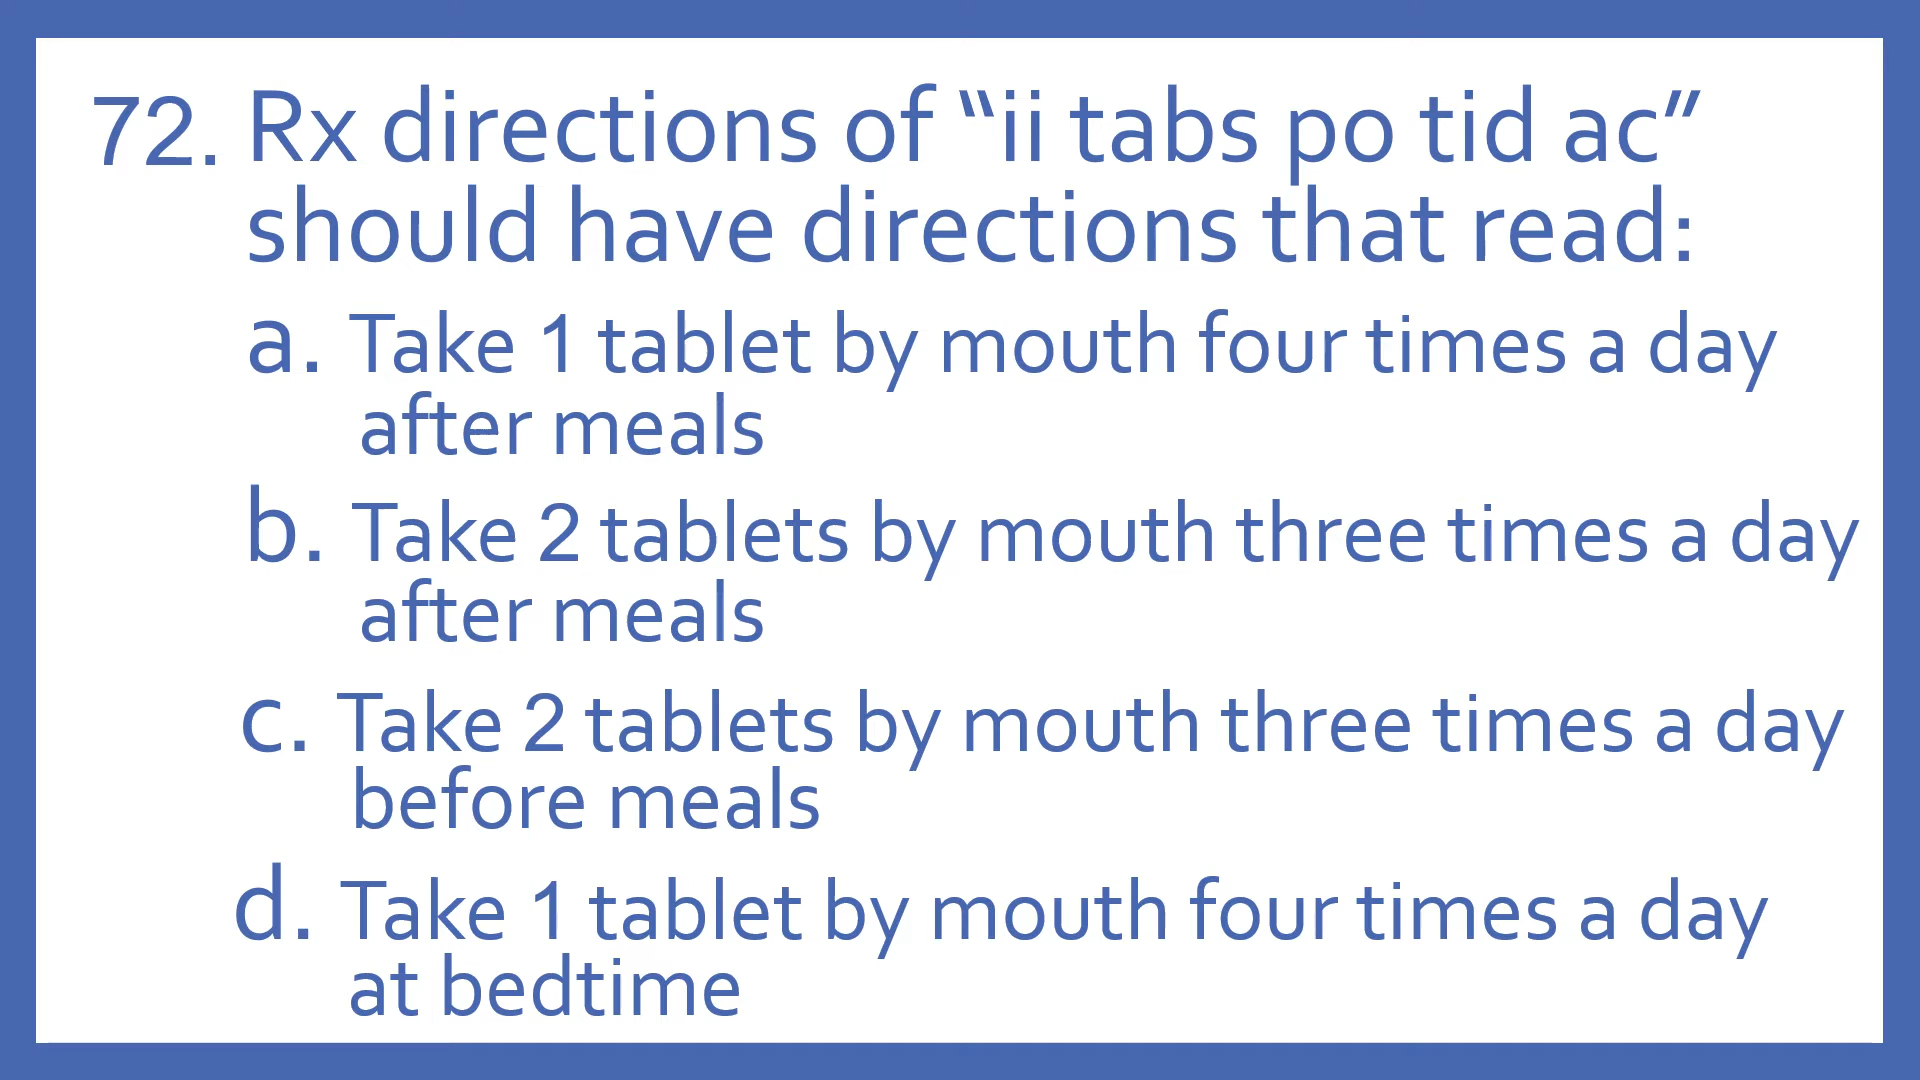 72. Rx directions of “ii tabs po tid ac”
should have directions that read:
a. Take 1 tablet by mouth four times a day
after meals
b. Take 2 tablets by mouth three times a day
after meals
c. Take 2 tablets by mouth three times a day
before meals
d. Take 1 tablet by mouth four times a day
at bedtime